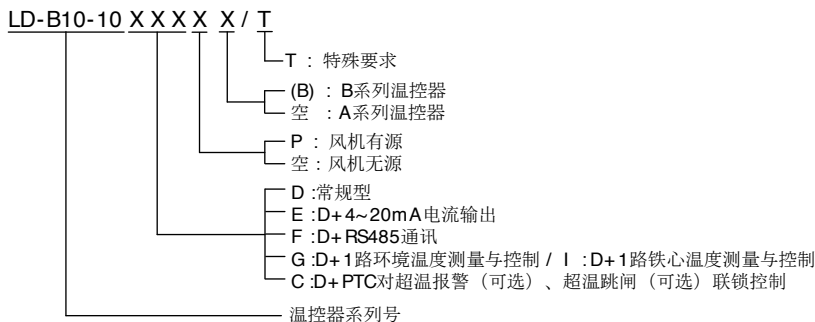 LD-B10-10 X X X X X / T
T : 特殊要求
(B) : B系列温控器
空 : A系列温控器
P : 风机有源
空 : 风机无源
D :常规型
E :D+4~20mA电流输出
F :D+RS485通讯
G :D+1路环境温度测量与控制 / I :D+1路铁心温度测量与控制
C :D+PTC对超温报警（可选）、超温跳闸（可选）联锁控制
温控器系列号